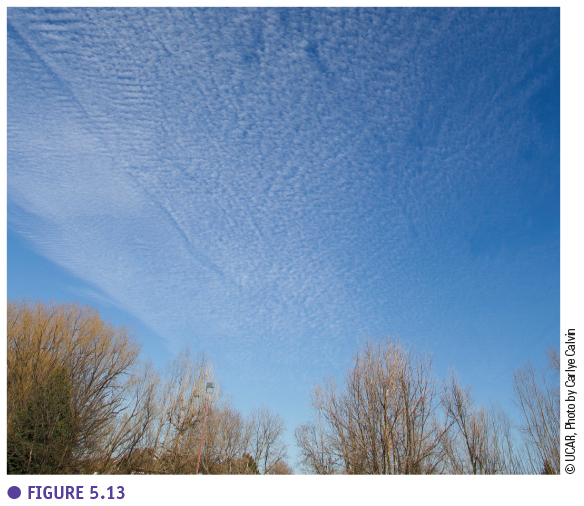 © UCAR, Photo by Carlye Calvin
● FIGURE 5.13